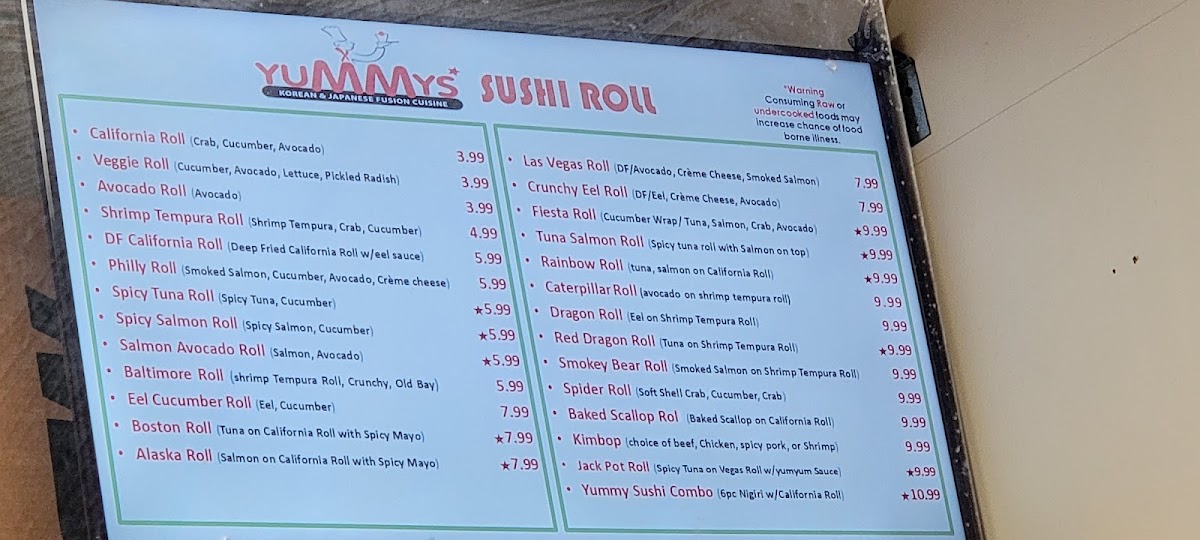 YUMMYS★
KOREAN & JAPANESE FUSION CUISINE
SUSHI ROLL
*Warning
Consuming Raw or
undercooked foods may
Increase chance of food
borne illness.
• California Roll (Crab, Cucumber, Avocado) 3.99
• Veggie Roll (Cucumber, Avocado, Lettuce, Pickled Radish) 3.99
• Avocado Roll (Avocado) 3.99
• Shrimp Tempura Roll (Shrimp Tempura, Crab, Cucumber) 4.99
• DF California Roll (Deep Fried California Roll w/eel sauce) 5.99
• Philly Roll (Smoked Salmon, Cucumber, Avocado, Crème cheese) 5.99
• Spicy Tuna Roll (Spicy Tuna, Cucumber) ★5.99
• Spicy Salmon Roll (Spicy Salmon, Cucumber) ★5.99
• Salmon Avocado Roll (Salmon, Avocado) ★5.99
• Baltimore Roll (shrimp Tempura Roll, Crunchy, Old Bay) 5.99
• Eel Cucumber Roll (Eel, Cucumber) 7.99
• Boston Roll (Tuna on California Roll with Spicy Mayo) ★7.99
• Alaska Roll (Salmon on California Roll with Spicy Mayo) ★7.99
• Las Vegas Roll (DF/Avocado, Crème Cheese, Smoked Salmon) 7.99
• Crunchy Eel Roll (DF/Eel, Crème Cheese, Avocado) 7.99
• Fiesta Roll (Cucumber Wrap/ Tuna, Salmon, Crab, Avocado) ★9.99
• Tuna Salmon Roll (Spicy tuna roll with Salmon on top) ★9.99
• Rainbow Roll (tuna, salmon on California Roll) ★9.99
• Caterpillar Roll (avocado on shrimp tempura roll) 9.99
• Dragon Roll (Eel on Shrimp Tempura Roll) 9.99
• Red Dragon Roll (Tuna on Shrimp Tempura Roll) ★9.99
• Smokey Bear Roll (Smoked Salmon on Shrimp Tempura Roll) 9.99
• Spider Roll (Soft Shell Crab, Cucumber, Crab) 9.99
• Baked Scallop Rol (Baked Scallop on California Roll) 9.99
• Kimbop (choice of beef, Chicken, spicy pork, or Shrimp) 9.99
• Jack Pot Roll (Spicy Tuna on Vegas Roll w/yumyum Sauce) ★9.99
• Yummy Sushi Combo (6pc Nigiri w/California Roll) ★10.99